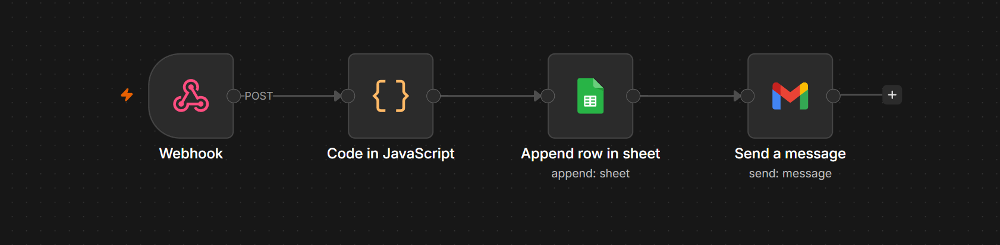 POST
Webhook
Code in JavaScript
Append row in sheet
append: sheet
Send a message
send: message